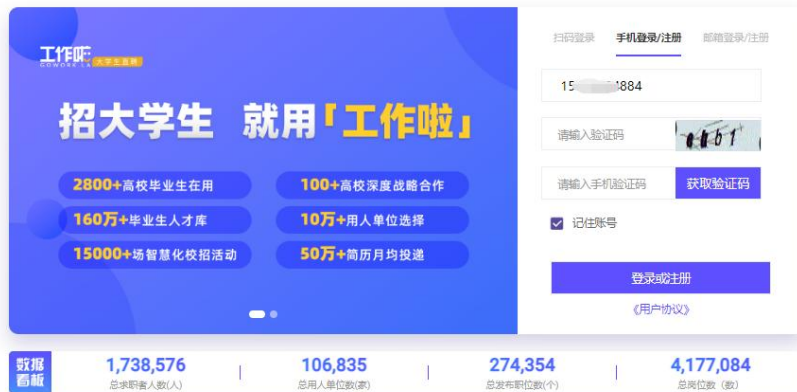 工作啦
GOWORK LA
大学生直聘
招大学生 就用「工作啦」
2800+高校毕业生在用
100+高校深度战略合作
160万+毕业生人才库
10万+用人单位选择
15000+场智慧化校招活动
50万+简历月均投递
扫码登录 手机登录/注册 邮箱登录/注册
15 4884
请输入验证码
请输入手机验证码 获取验证码
记住账号
登录或注册
《用户协议》
数据看板
1,738,576
总求职者人数(人)
106,835
总用人单位数(家)
274,354
总发布职位数(个)
4,177,084
总岗位数（数）